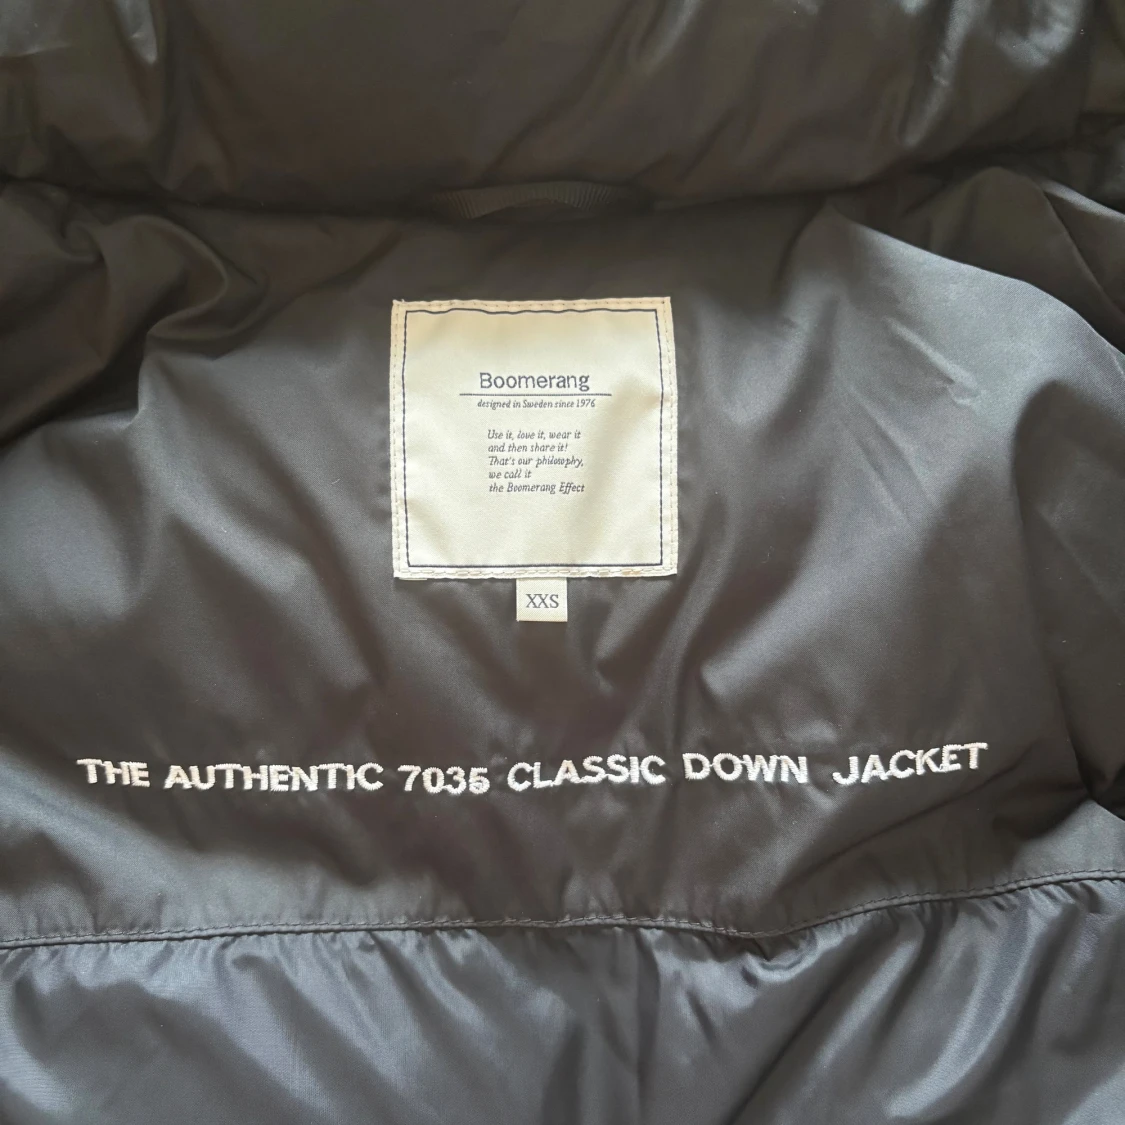 Boomerang
designed in Sweden since 1976
Use it, love it, wear it
and then share it!
That's our philosophy,
we call it
the Boomerang Effect
XXS
THE AUTHENTIC 7035 CLASSIC DOWN JACKET